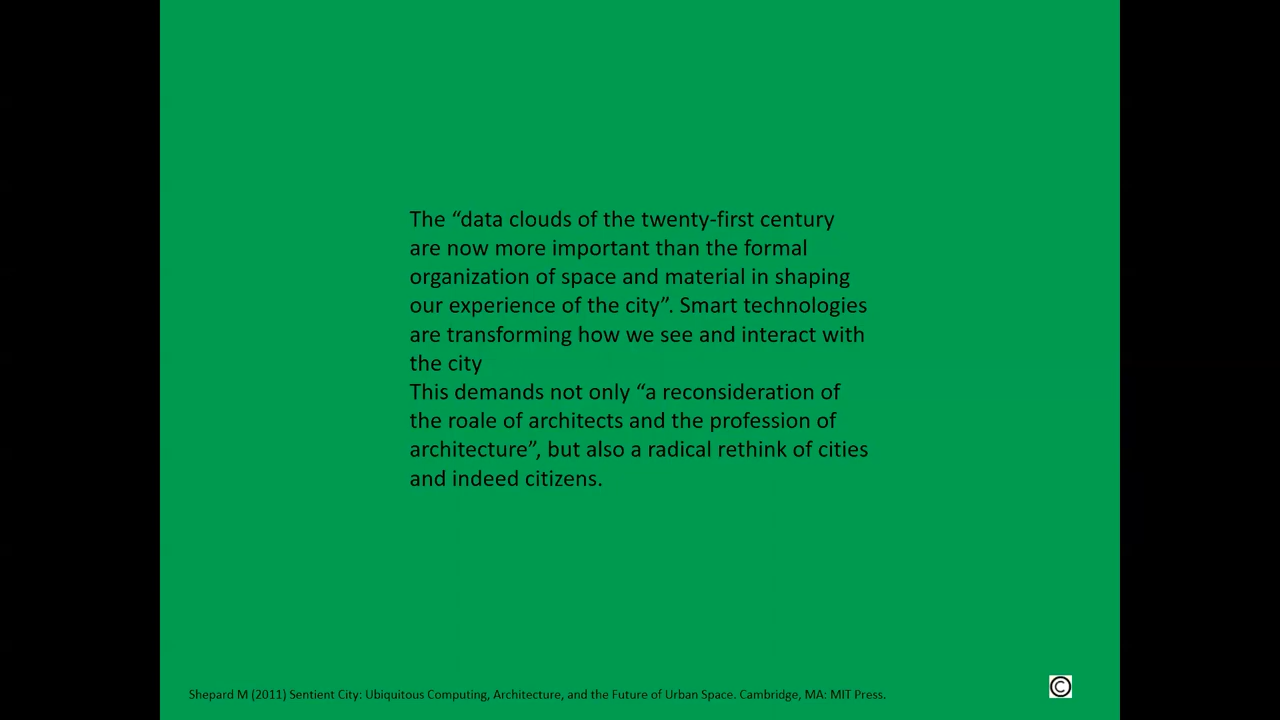 The “data clouds of the twenty-first century
are now more important than the formal
organization of space and material in shaping
our experience of the city”. Smart technologies
are transforming how we see and interact with
the city
This demands not only “a reconsideration of
the roale of architects and the profession of
architecture”, but also a radical rethink of cities
and indeed citizens.
Shepard M (2011) Sentient City: Ubiquitous Computing, Architecture, and the Future of Urban Space. Cambridge, MA: MIT Press.
©